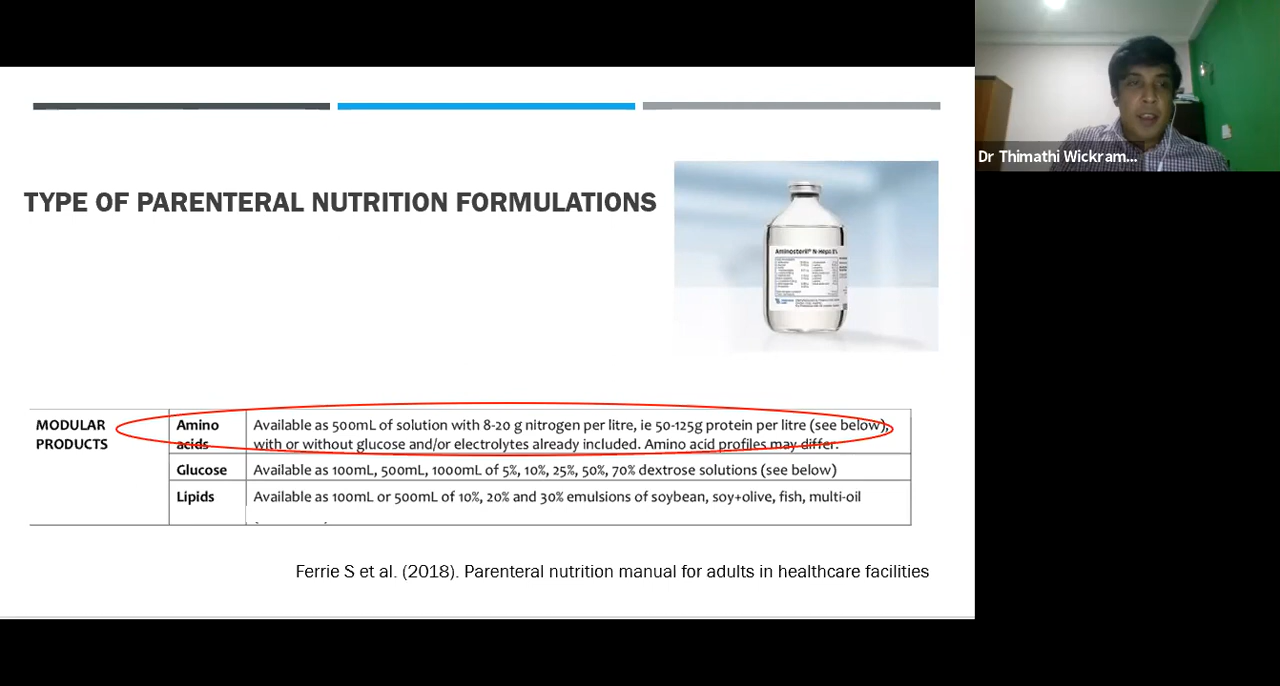 TYPE OF PARENTERAL NUTRITION FORMULATIONS
Aminosteril® N-Hepa 8%
Dr Thimathi Wickram...
MODULAR
PRODUCTS
Amino
acids
Available as 500mL of solution with 8-20 g nitrogen per litre, ie 50-125g protein per litre (see below),
with or without glucose and/or electrolytes already included. Amino acid profiles may differ.
Glucose
Available as 100mL, 500mL, 1000mL of 5%, 10%, 25%, 50%, 70% dextrose solutions (see below)
Lipids
Available as 100mL or 500mL of 10%, 20% and 30% emulsions of soybean, soy+olive, fish, multi-oil
Ferrie S et al. (2018). Parenteral nutrition manual for adults in healthcare facilities